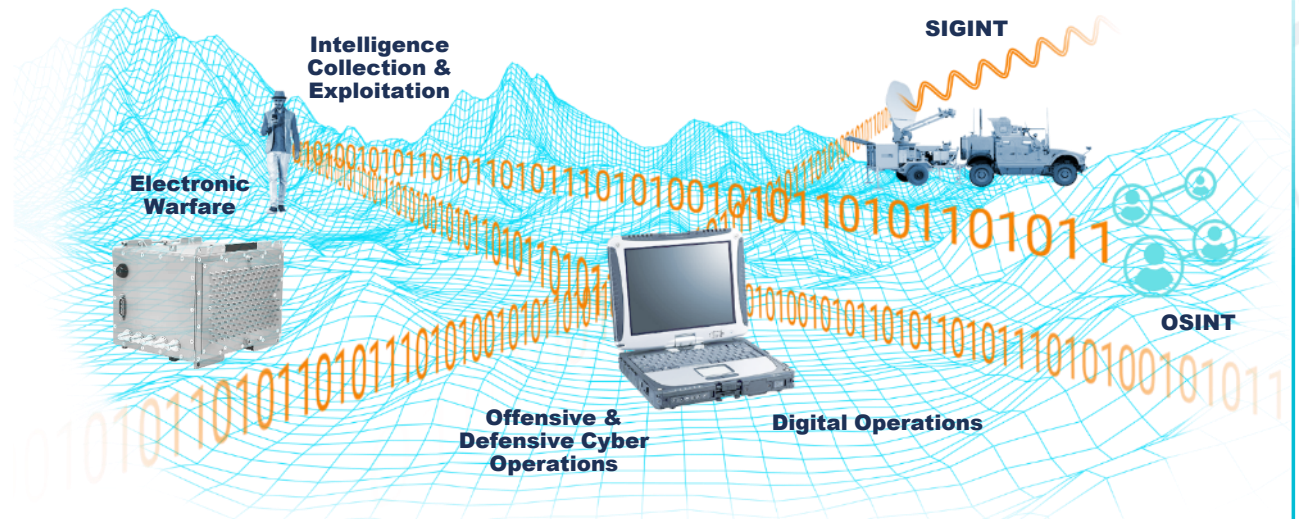 SIGINT
Intelligence
Collection &
Exploitation
Electronic
Warfare
OSINT
Offensive &
Defensive Cyber
Operations
Digital Operations